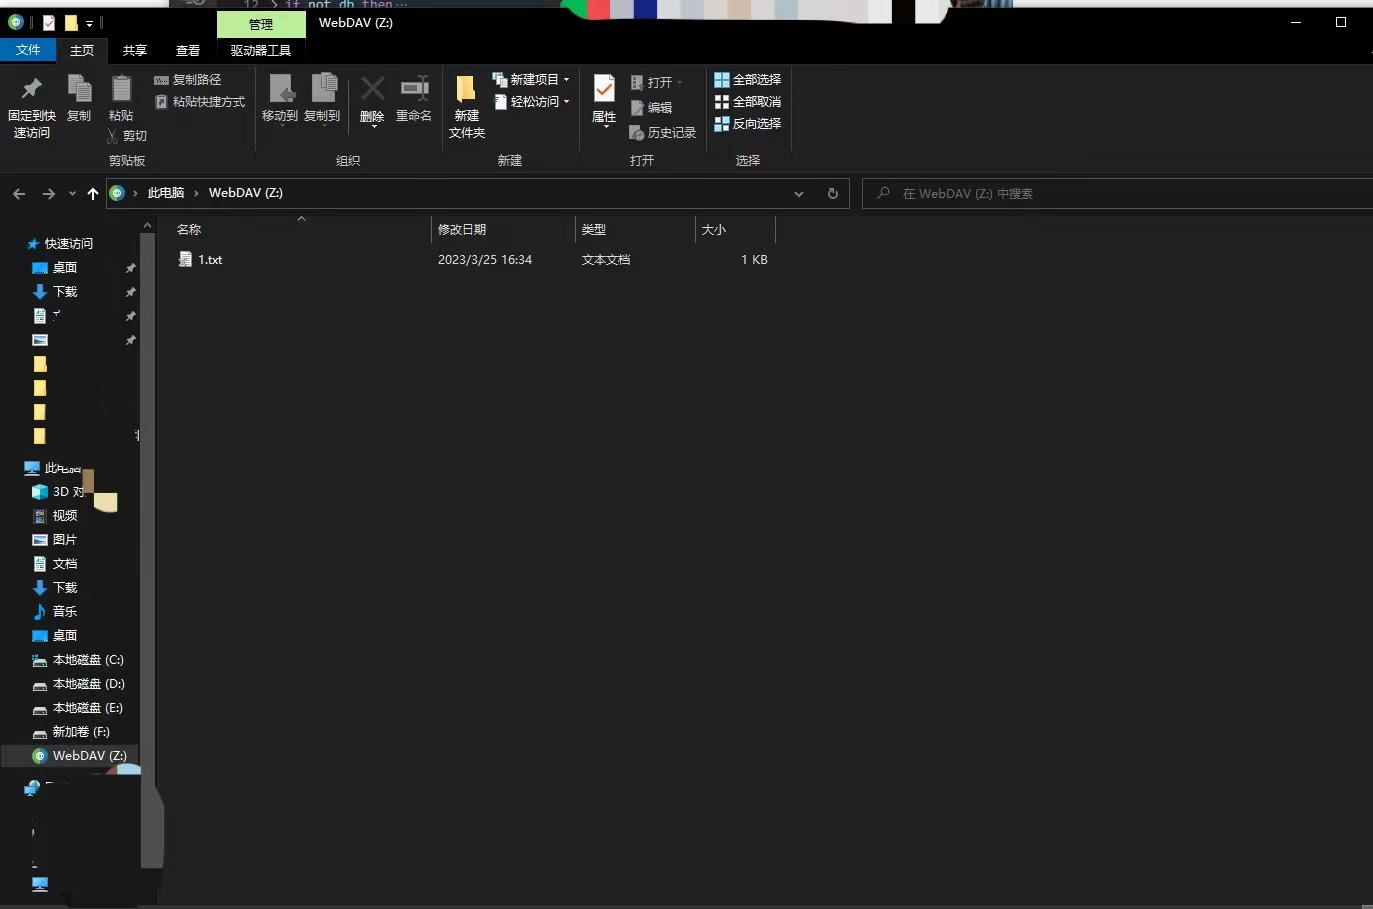 12 > if not db then…
管理
WebDAV (Z:)
文件
主页
共享
查看
驱动器工具
固定到快
速访问
复制
粘贴
复制路径
粘贴快捷方式
剪切
剪贴板
移动到
复制到
删除
重命名
组织
新建
文件夹
新建项目
轻松访问
新建
属性
打开
编辑
历史记录
打开
全部选择
全部取消
反向选择
选择
此电脑 › WebDAV (Z:)
在 WebDAV (Z:) 中搜索
名称
修改日期
类型
大小
1.txt
2023/3/25 16:34
文本文档
1 KB
快速访问
桌面
下载
此电脑
3D 对
视频
图片
文档
下载
音乐
桌面
本地磁盘 (C:)
本地磁盘 (D:)
本地磁盘 (E:)
新加卷 (F:)
WebDAV (Z:)